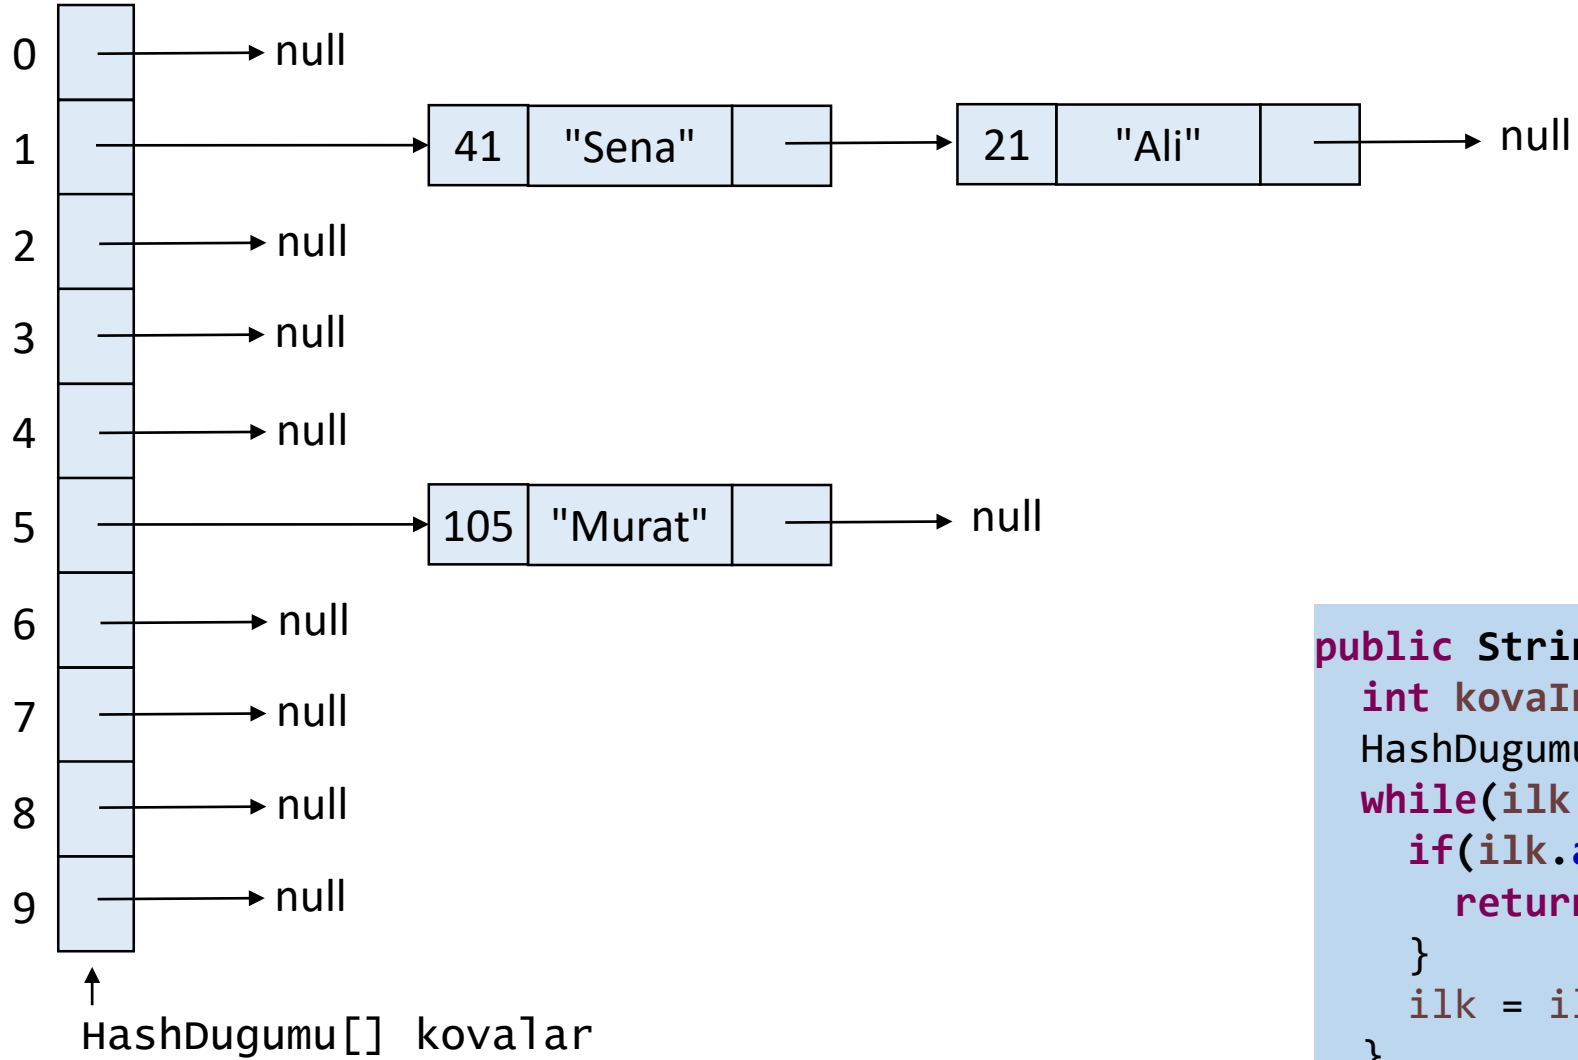 0 null
1 41 "Sena" 21 "Ali" null
2 null
3 null
4 null
5 105 "Murat" null
6 null
7 null
8 null
9 null
HashDugumu[] kovalar
public
int
while(ilk
if(ilk.
}
ilk =
}